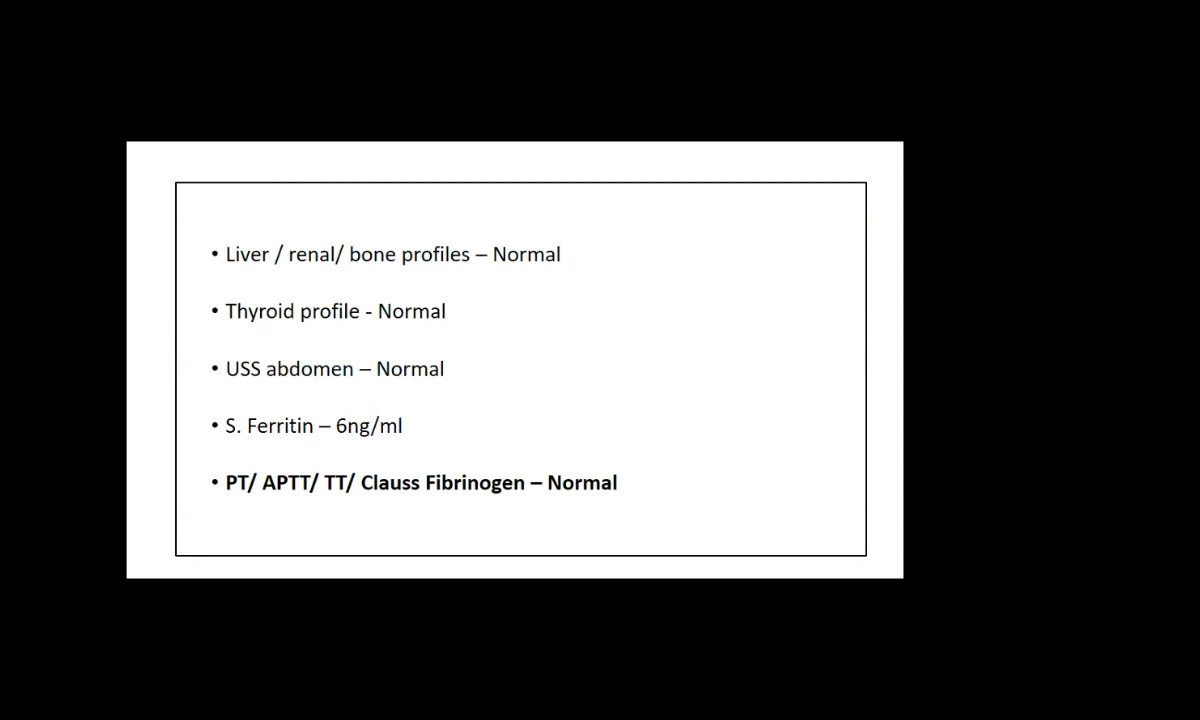 • Liver / renal/ bone profiles – Normal
• Thyroid profile - Normal
• USS abdomen – Normal
• S. Ferritin – 6ng/ml
• PT/ APTT/ TT/ Clauss Fibrinogen – Normal